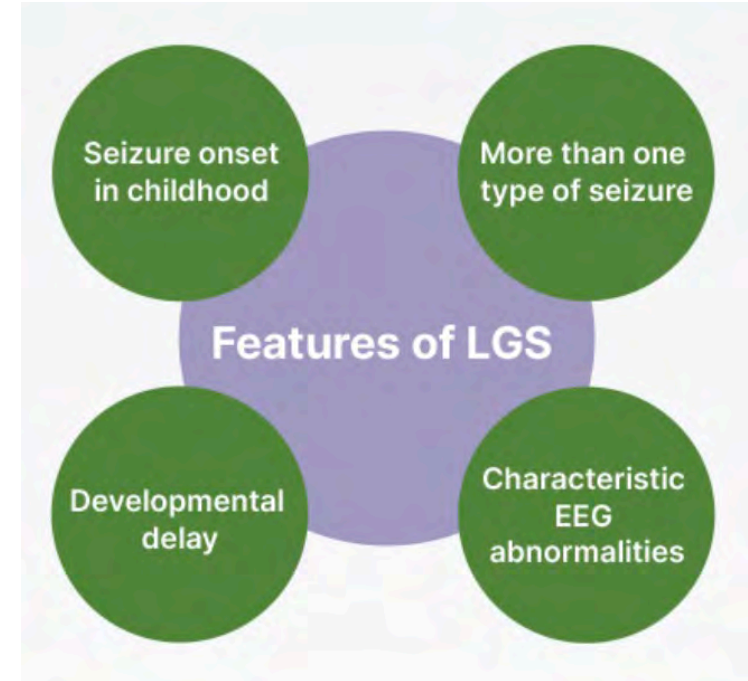 Seizure onset
in childhood
More than one
type of seizure
Features of LGS
Developmental
delay
Characteristic
EEG
abnormalities